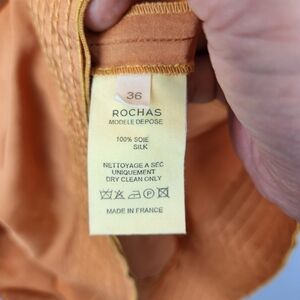 36
ROCHAS
MODELE DEPOSE
100% SOIE
SILK
NETTOYAGE A SEC
UNIQUEMENT
DRY CLEAN ONLY
P
MADE IN FRANCE